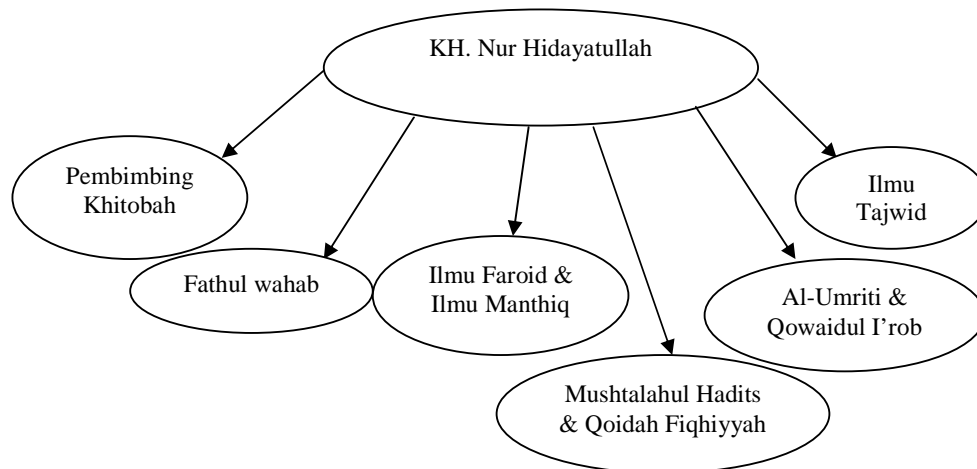 KH. Nur Hidayatullah
Pembimbing
Khitobah
Fathul wahab
Ilmu Faroid &
Ilmu Manthiq
Mushtalahul Hadits
& Qoidah Fiqhiyyah
Al-Umriti &
Qowaidul I’rob
Ilmu
Tajwid